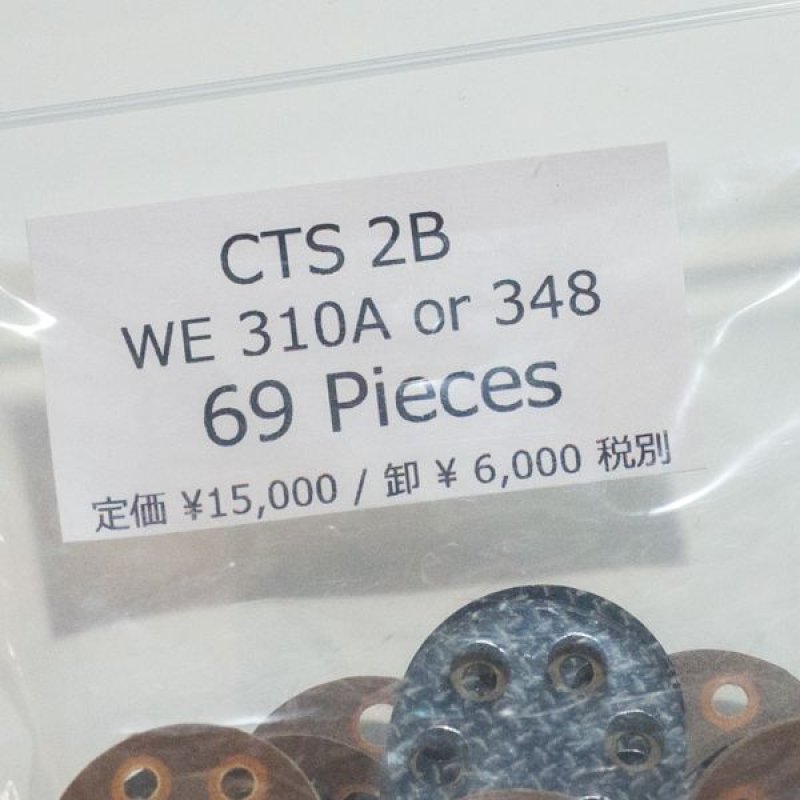 CTS 2B
WE 310A or 348
69 Pieces
定価 ¥15,000 / 卸 ¥ 6,000 税別